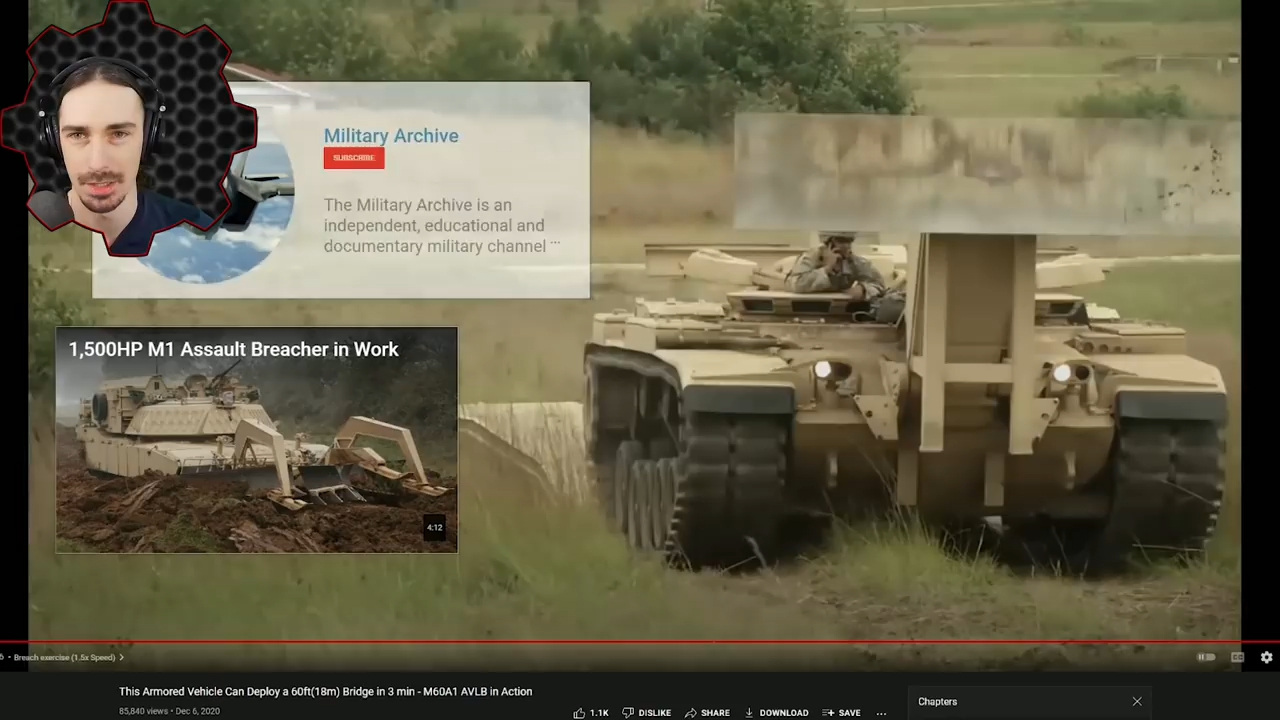 Military Archive
SUBSCRIBE
The Military Archive is an
independent, educational and
documentary military channel ...
1,500HP M1 Assault Breacher in Work
4:12
• Breach exercise (1.5x Speed) >
CC
This Armored Vehicle Can Deploy a 60ft(18m) Bridge in 3 min - M60A1 AVLB in Action
85,840 views • Dec 6, 2020
1.1K DISLIKE SHARE DOWNLOAD SAVE ...
Chapters